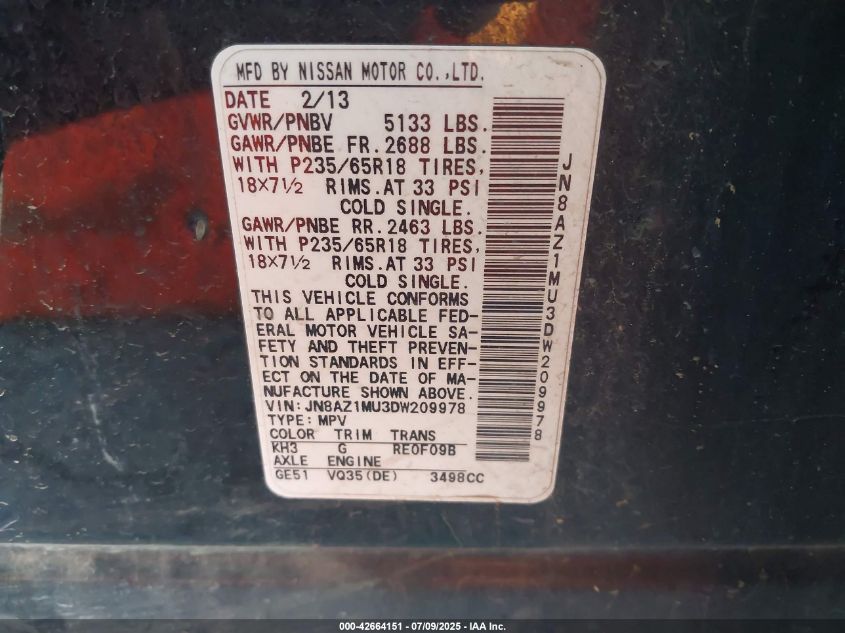 MFD BY NISSAN MOTOR CO.,LTD.
DATE 2/13
GVWR/PNBV 5133 LBS.
GAWR/PNBE FR. 2688 LBS.
WITH P235/65R18 TIRES,
18×7½ RIMS.AT 33 PSI
COLD SINGLE.
GAWR/PNBE RR. 2463 LBS.
WITH P235/65R18 TIRES,
18×7½ RIMS.AT 33 PSI
COLD SINGLE.
THIS VEHICLE CONFORMS
TO ALL APPLICABLE FED-
ERAL MOTOR VEHICLE SA-
FETY AND THEFT PREVEN-
TION STANDARDS IN EFF-
ECT ON THE DATE OF MA-
NUFACTURE SHOWN ABOVE.
VIN: JN8AZ1MU3DW209978
TYPE: MPV
COLOR TRIM TRANS
KH3 G RE0F09B
AXLE ENGINE
GE51 VQ35(DE) 3498CC
JN8AZ1MU3DW209978
000-42664151 | 07/09/2025 | IAA Inc.